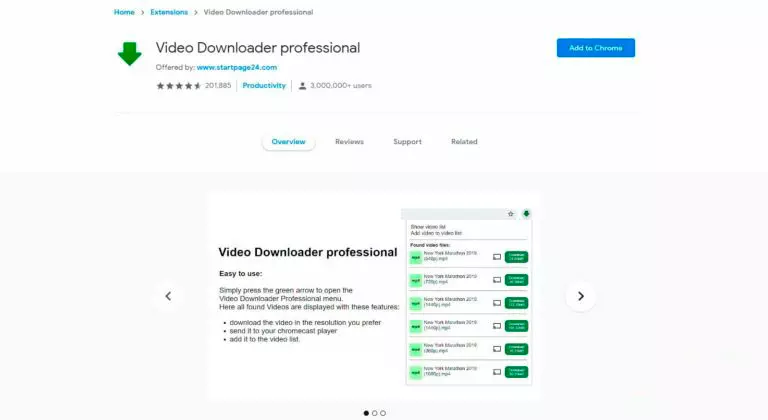 Home > Extensions > Video Downloader professional
Video Downloader professional
Add to Chrome
Offered by: www.startpage24.com
201,885 | Productivity | 3,000,000+ users
Overview Reviews Support Related
Video Downloader professional
Easy to use:
Simply press the green arrow to open the
Video Downloader Professional menu.
Here all found Videos are displayed with these features:
• download the video in the resolution you prefer
• send it to your chromecast player
• add it to the video list.
Show video list
Add video to video list
Found video files:
mp4 New York Marathon 2019 Download
.mp4
mp4 New York Marathon 2019 Download
(720p).mp4
mp4 New York Marathon 2019 Download
(1440p).mp4
mp4 New York Marathon 2019 Download
(1440p).mp4
mp4 New York Marathon 2019 Download
(360p).mp4
mp4 New York Marathon 2019 Download
(1080p).mp4